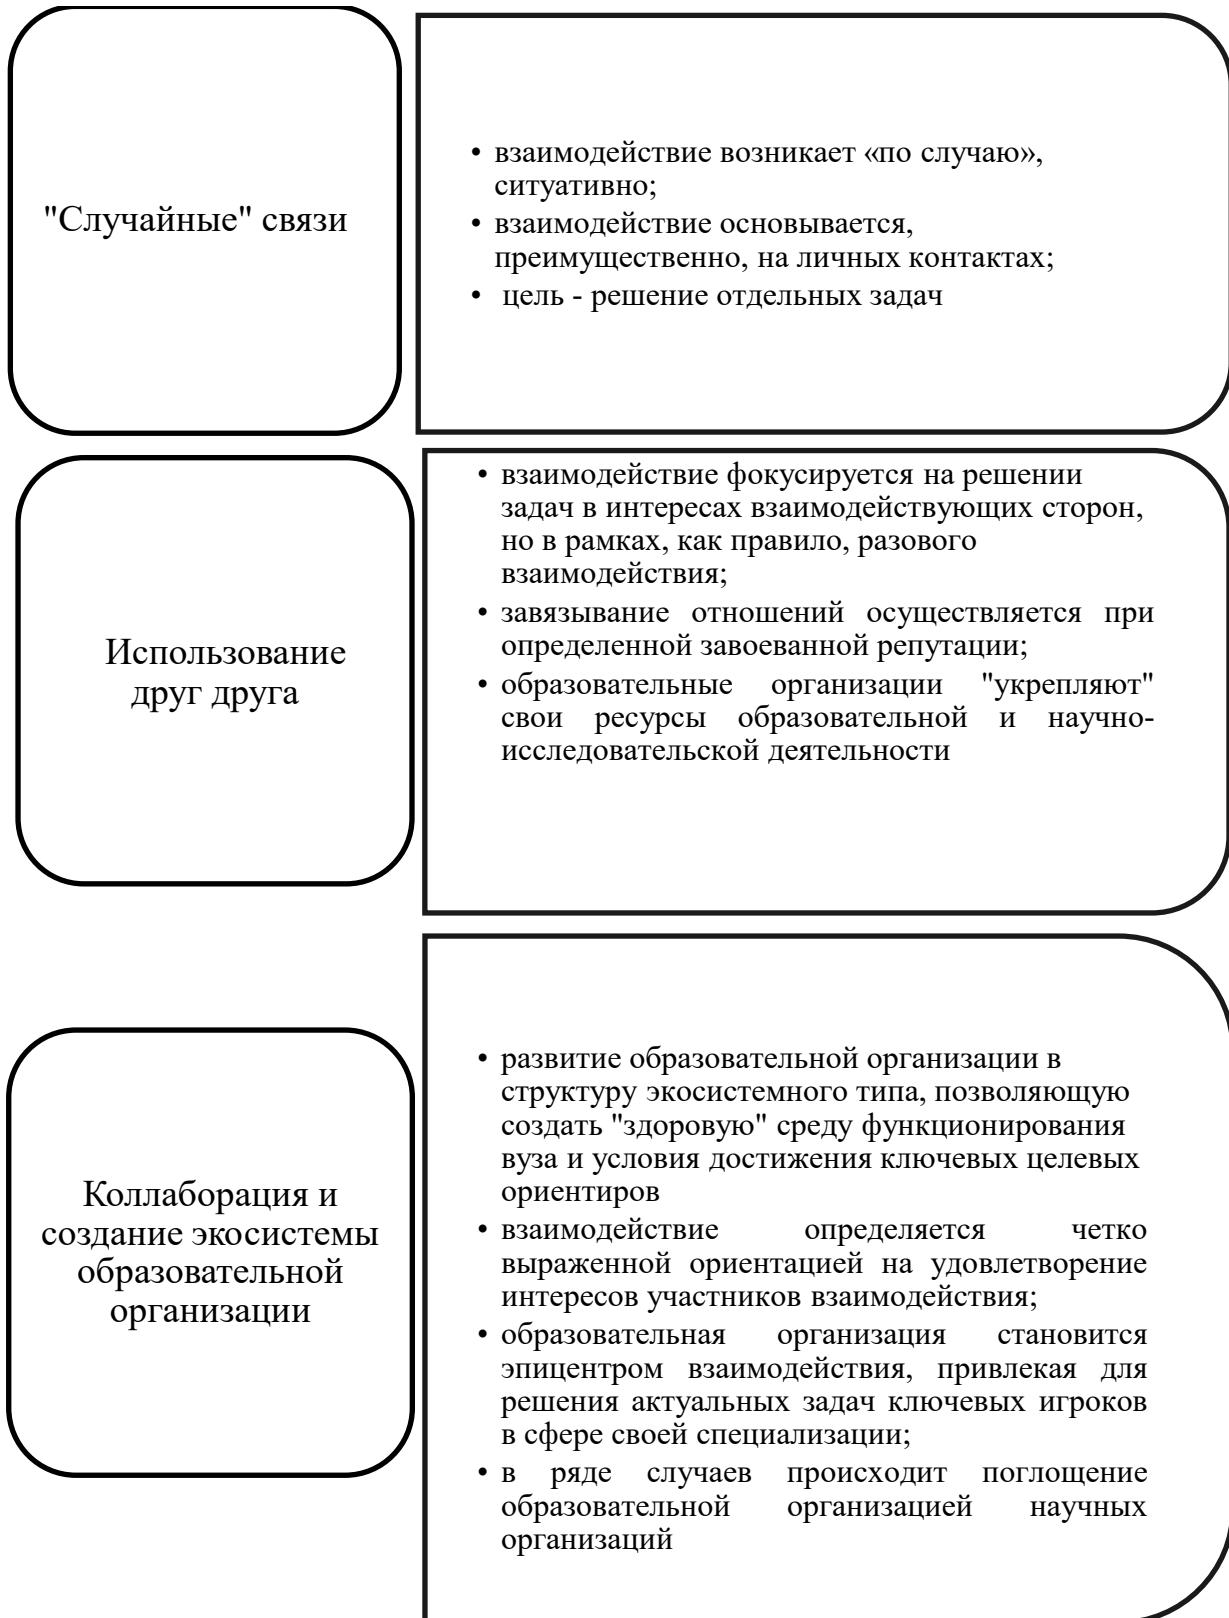 "Случайные" связи
• взаимодействие возникает «по случаю»,
ситуативно;
• взаимодействие основывается,
преимущественно, на личных контактах;
• цель - решение отдельных задач
Использование
друг друга
• взаимодействие фокусируется на решении
задач в интересах взаимодействующих сторон,
но в рамках, как правило, разового
взаимодействия;
• завязывание отношений осуществляется при
определенной завоеванной репутации;
• образовательные организации "укрепляют"
свои ресурсы образовательной и научно-
исследовательской деятельности
Коллаборация и
создание экосистемы
образовательной
организации
• развитие образовательной организации в
структуру экосистемного типа, позволяющую
создать "здоровую" среду функционирования
вуза и условия достижения ключевых целевых
ориентиров
• взаимодействие определяется четко
выраженной ориентацией на удовлетворение
интересов участников взаимодействия;
• образовательная организация становится
эпицентром взаимодействия, привлекая для
решения актуальных задач ключевых игроков
в сфере своей специализации;
• в ряде случаев происходит поглощение
образовательной организацией научных
организаций